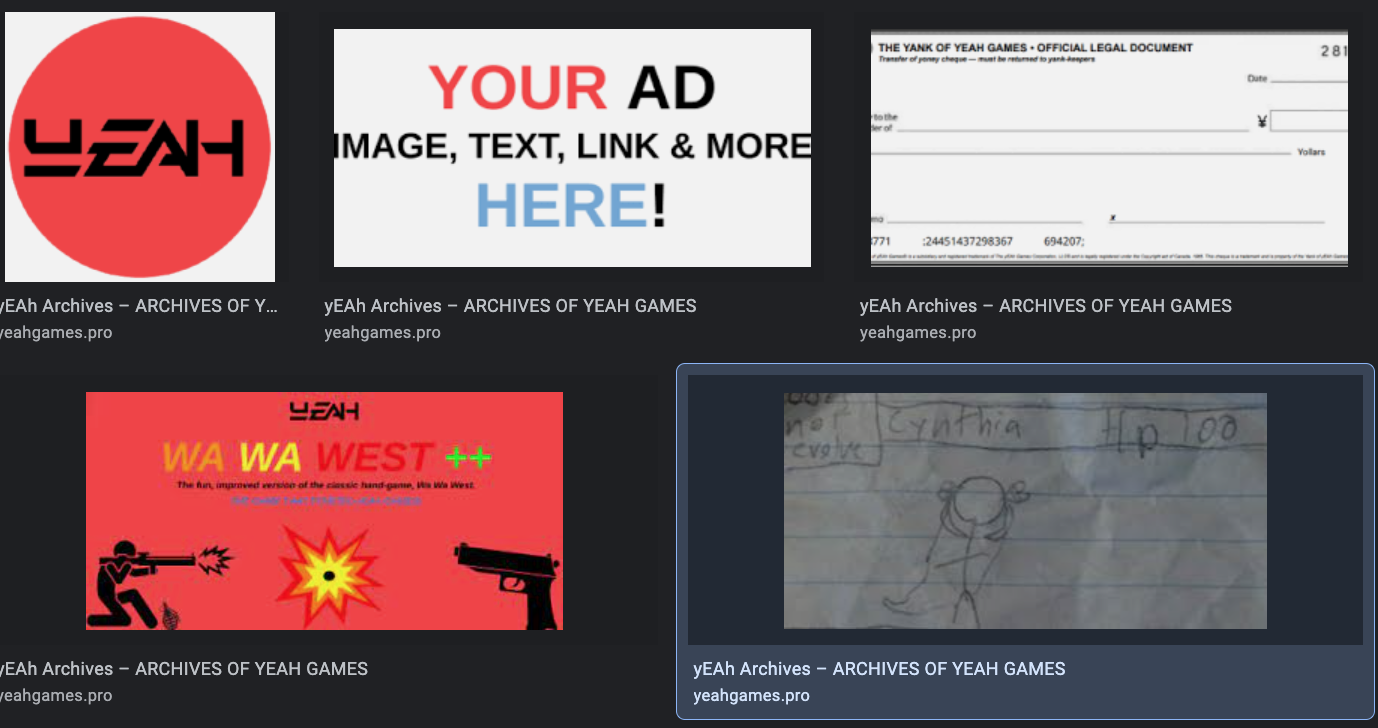 yEAH
YOUR AD
IMAGE, TEXT, LINK & MORE
HERE!
THE YANK OF YEAH GAMES • OFFICIAL LEGAL DOCUMENT
281
Transfer of yoney cheque — must be returned to yank-keepers
Date
to the
der of
¥
Yollars
mo
x
771 :24451437298367 694207;
yEAh Archives – ARCHIVES OF Y...
yeahgames.pro
yEAh Archives – ARCHIVES OF YEAH GAMES
yeahgames.pro
yEAh Archives – ARCHIVES OF YEAH GAMES
yeahgames.pro
yEAH
WA WA WEST ++
The fun, improved version of the classic hand-game, Wa Wa West.
not
evolve
Cynthia
Hp 100
yEAh Archives – ARCHIVES OF YEAH GAMES
yeahgames.pro
yEAh Archives – ARCHIVES OF YEAH GAMES
yeahgames.pro